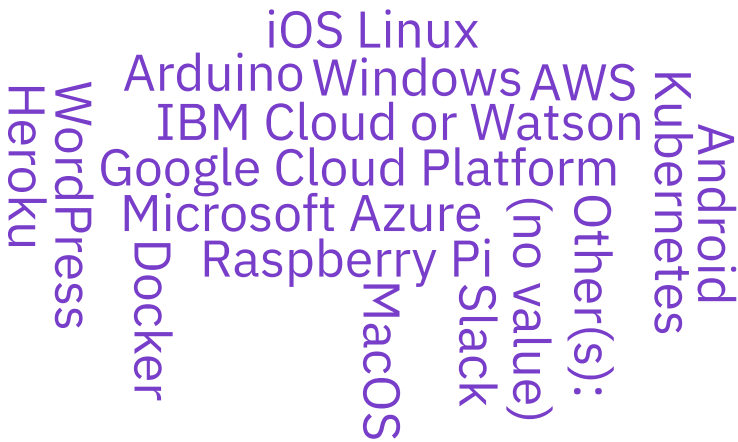 iOS
Linux
Arduino
Windows
AWS
IBM Cloud or Watson
Google Cloud Platform
Microsoft Azure
Raspberry Pi
Heroku
WordPress
Docker
MacOS
Slack
(no value)
Other(s):
Kubernetes
Android